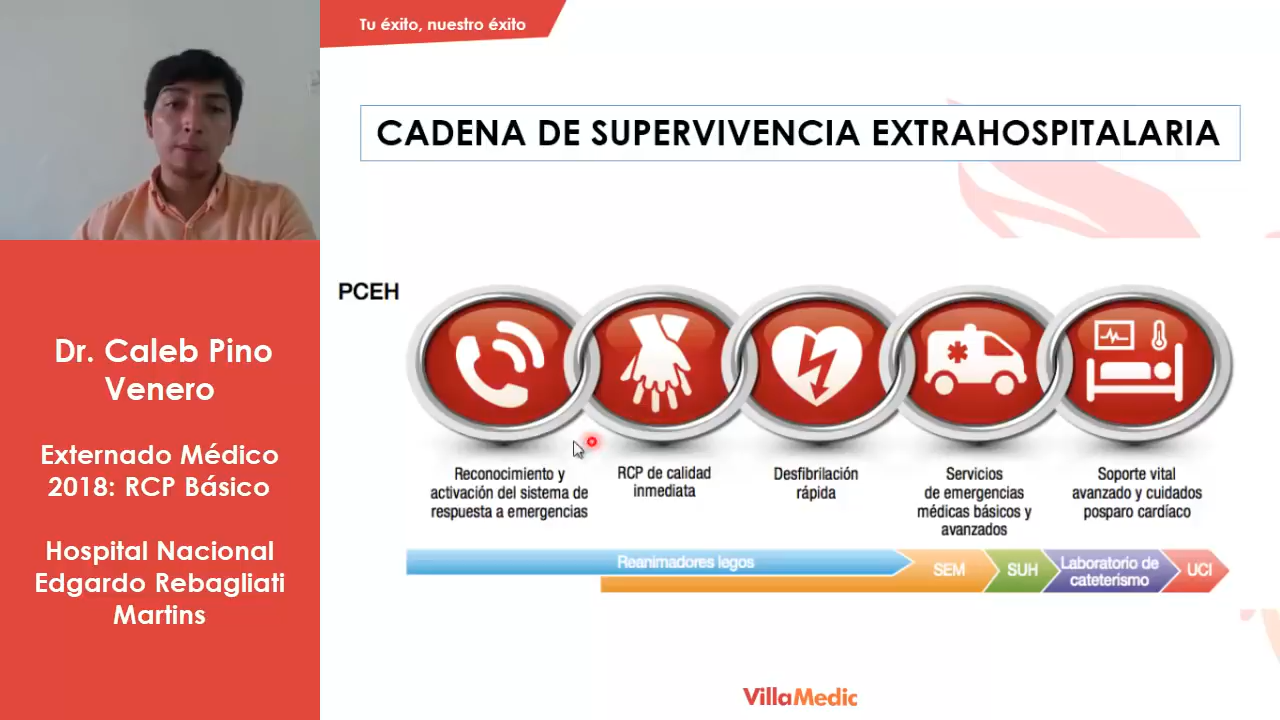 Tu éxito, nuestro éxito
CADENA DE SUPERVIVENCIA EXTRAHOSPITALARIA
Dr. Caleb Pino
Venero
Externado Médico
2018: RCP Básico
Hospital Nacional
Edgardo Rebagliati
Martins
PCEH
Reconocimiento y
activación del sistema de
respuesta a emergencias
RCP de calidad
inmediata
Desfibrilación
rápida
Servicios
de emergencias
médicas básicos y
avanzados
Soporte vital
avanzado y cuidados
posparo cardíaco
Reanimadores legos
SEM
SUH
Laboratorio de
cateterismo
UCI
VillaMedic